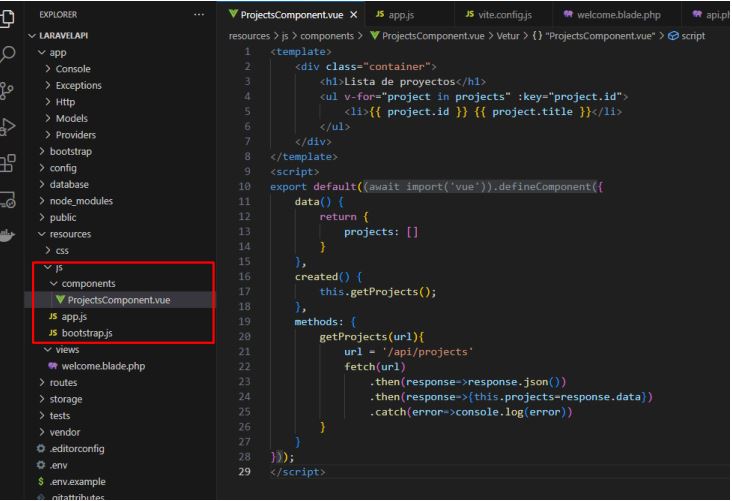 EXPLORER ...
ProjectsComponent.vue × JS app.js JS vite.config.js welcome.blade.php api.ph
LARAVELAPI
resources > js > components > ProjectsComponent.vue > Vetur > {} "ProjectsComponent.vue" > script
app
Console
Exceptions
Http
Models
Providers
bootstrap
config
database
node_modules
public
resources
css
js
components
ProjectsComponent.vue
JS app.js
JS bootstrap.js
views
welcome.blade.php
routes
storage
tests
vendor
.editorconfig
.env
$ .env.example
.gitattributes
1 <template>
2 <div class="container">
3 <h1>Lista de proyectos</h1>
4 <ul v-for="project in projects" :key="project.id">
5 <li>{{ project.id }} {{ project.title }}</li>
6 </ul>
7 </div>
8 </template>
9 <script>
10 export default((await import('vue')).defineComponent({
11 data() {
12 return {
13 projects: []
14 }
15 },
16 created() {
17 this.getProjects();
18 },
19 methods: {
20 getProjects(url){
21 url = '/api/projects'
22 fetch(url)
23 .then(response=>response.json())
24 .then(response=>{this.projects=response.data})
25 .catch(error=>console.log(error))
26 }
27 }
28 }));
29 </script>